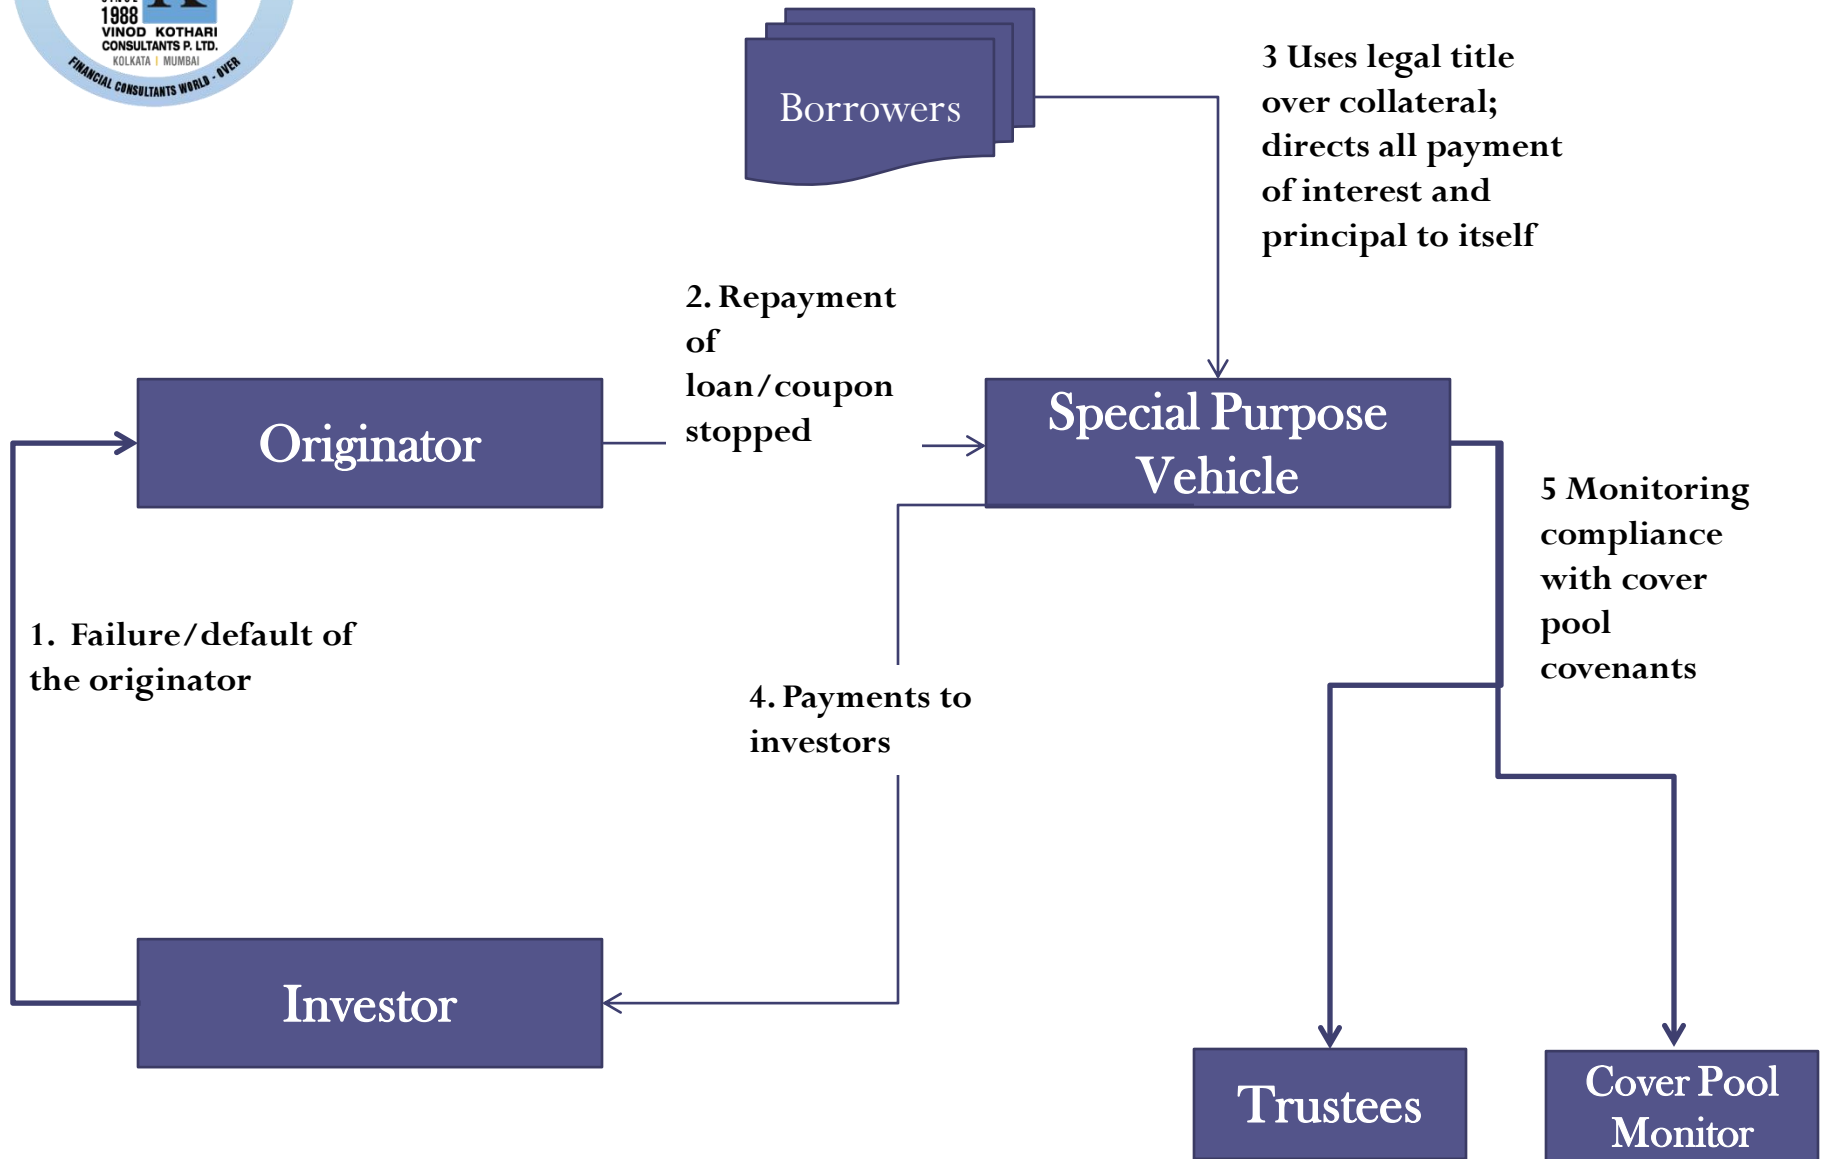 1988
VINOD KOTHARI
CONSULTANTS P. LTD.
KOLKATA | MUMBAI
FINANCIAL CONSULTANTS WORLD - OVER
Borrowers
3 Uses legal title
over collateral;
directs all payment
of interest and
principal to itself
2. Repayment
of
loan/coupon
stopped
Originator
Special Purpose
Vehicle
5 Monitoring
compliance
with cover
pool
covenants
1. Failure/default of
the originator
4. Payments to
investors
Investor
Trustees
Cover Pool
Monitor